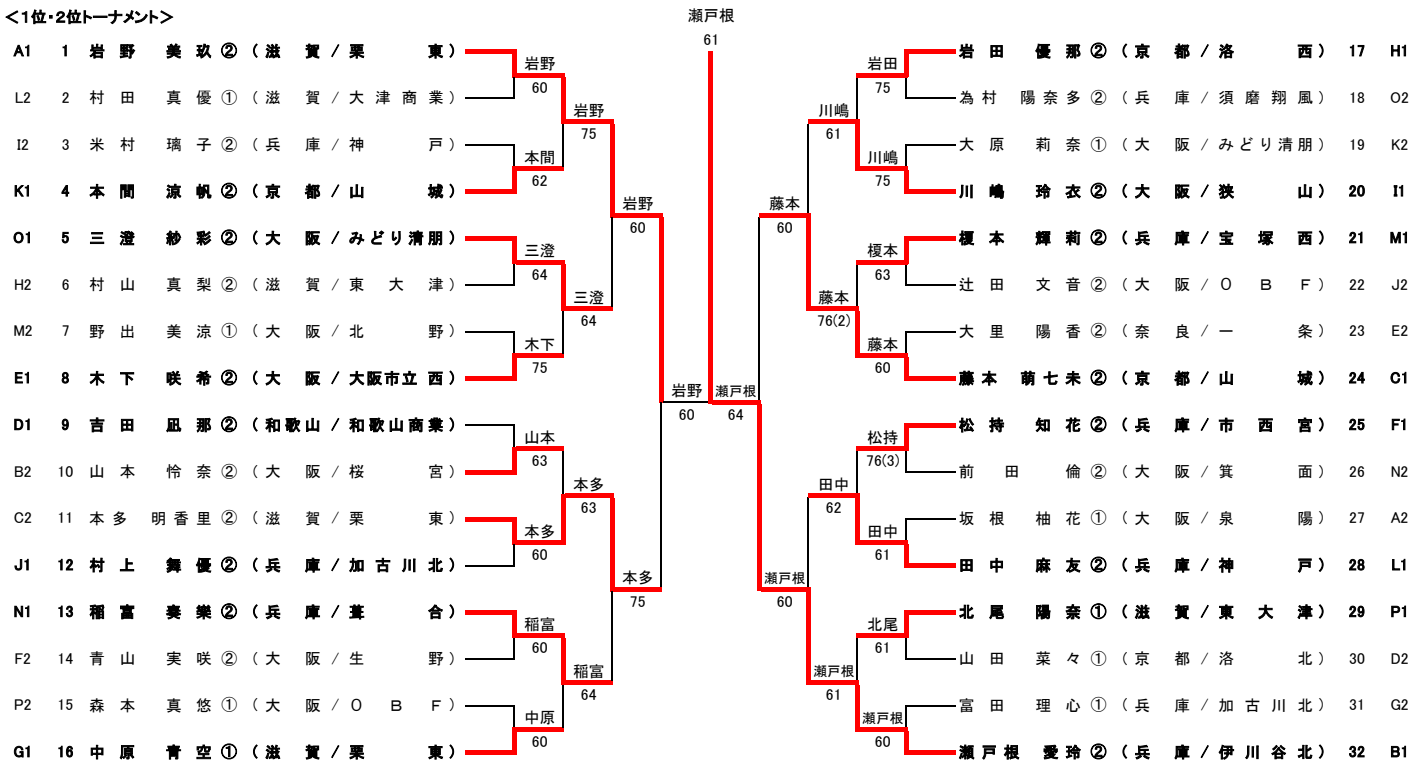 ＜1位・2位トーナメント＞
瀬戸根
61
A1 1 岩野 美玖② (滋賀/栗東)
L2 2 村田 真優① (滋賀/大津商業)
I2 3 米村 璃子② (兵庫/神戸)
K1 4 本間 涼帆② (京都/山城)
O1 5 三澄 紗彩② (大阪/みどり清朋)
H2 6 村山 真梨② (滋賀/東大津)
M2 7 野出 美涼① (大阪/北野)
E1 8 木下 咲希② (大阪/大阪市立西)
D1 9 吉田 凪那② (和歌山/和歌山商業)
B2 10 山本 怜奈② (大阪/桜宮)
C2 11 本多 明香里② (滋賀/栗東)
J1 12 村上 舞優② (兵庫/加古川北)
N1 13 稲富 奏樂② (兵庫/葺合)
F2 14 青山 実咲② (大阪/生野)
P2 15 森本 真悠① (大阪/OBF)
G1 16 中原 青空① (滋賀/栗東)
岩野
60
本間
62
三澄
64
木下
75
山本
63
本多
60
稲富
60
中原
60
岩野
75
三澄
64
本多
63
稲富
64
岩野
60
本多
75
岩野
60
瀬戸根
64
藤本
60
瀬戸根
60
川嶋
61
藤本
76(2)
田中
62
瀬戸根
61
岩田
75
川嶋
75
榎本
63
藤本
60
松持
76(3)
田中
61
北尾
61
瀬戸根
60
岩田 優那② (京都/洛西) 17 H1
為村 陽奈多② (兵庫/須磨翔風) 18 O2
大原 莉奈① (大阪/みどり清朋) 19 K2
川嶋 玲衣② (大阪/狭山) 20 I1
榎本 輝莉② (兵庫/宝塚西) 21 M1
辻田 文音② (大阪/OBF) 22 J2
大里 陽香② (奈良/一条) 23 E2
藤本 萌七未② (京都/山城) 24 C1
松持 知花② (兵庫/市西宮) 25 F1
前田 倫② (大阪/箕面) 26 N2
坂根 柚花① (大阪/泉陽) 27 A2
田中 麻友② (兵庫/神戸) 28 L1
北尾 陽奈① (滋賀/東大津) 29 P1
山田 菜々① (京都/洛北) 30 D2
富田 理心① (兵庫/加古川北) 31 G2
瀬戸根 愛玲② (兵庫/伊川谷北) 32 B1